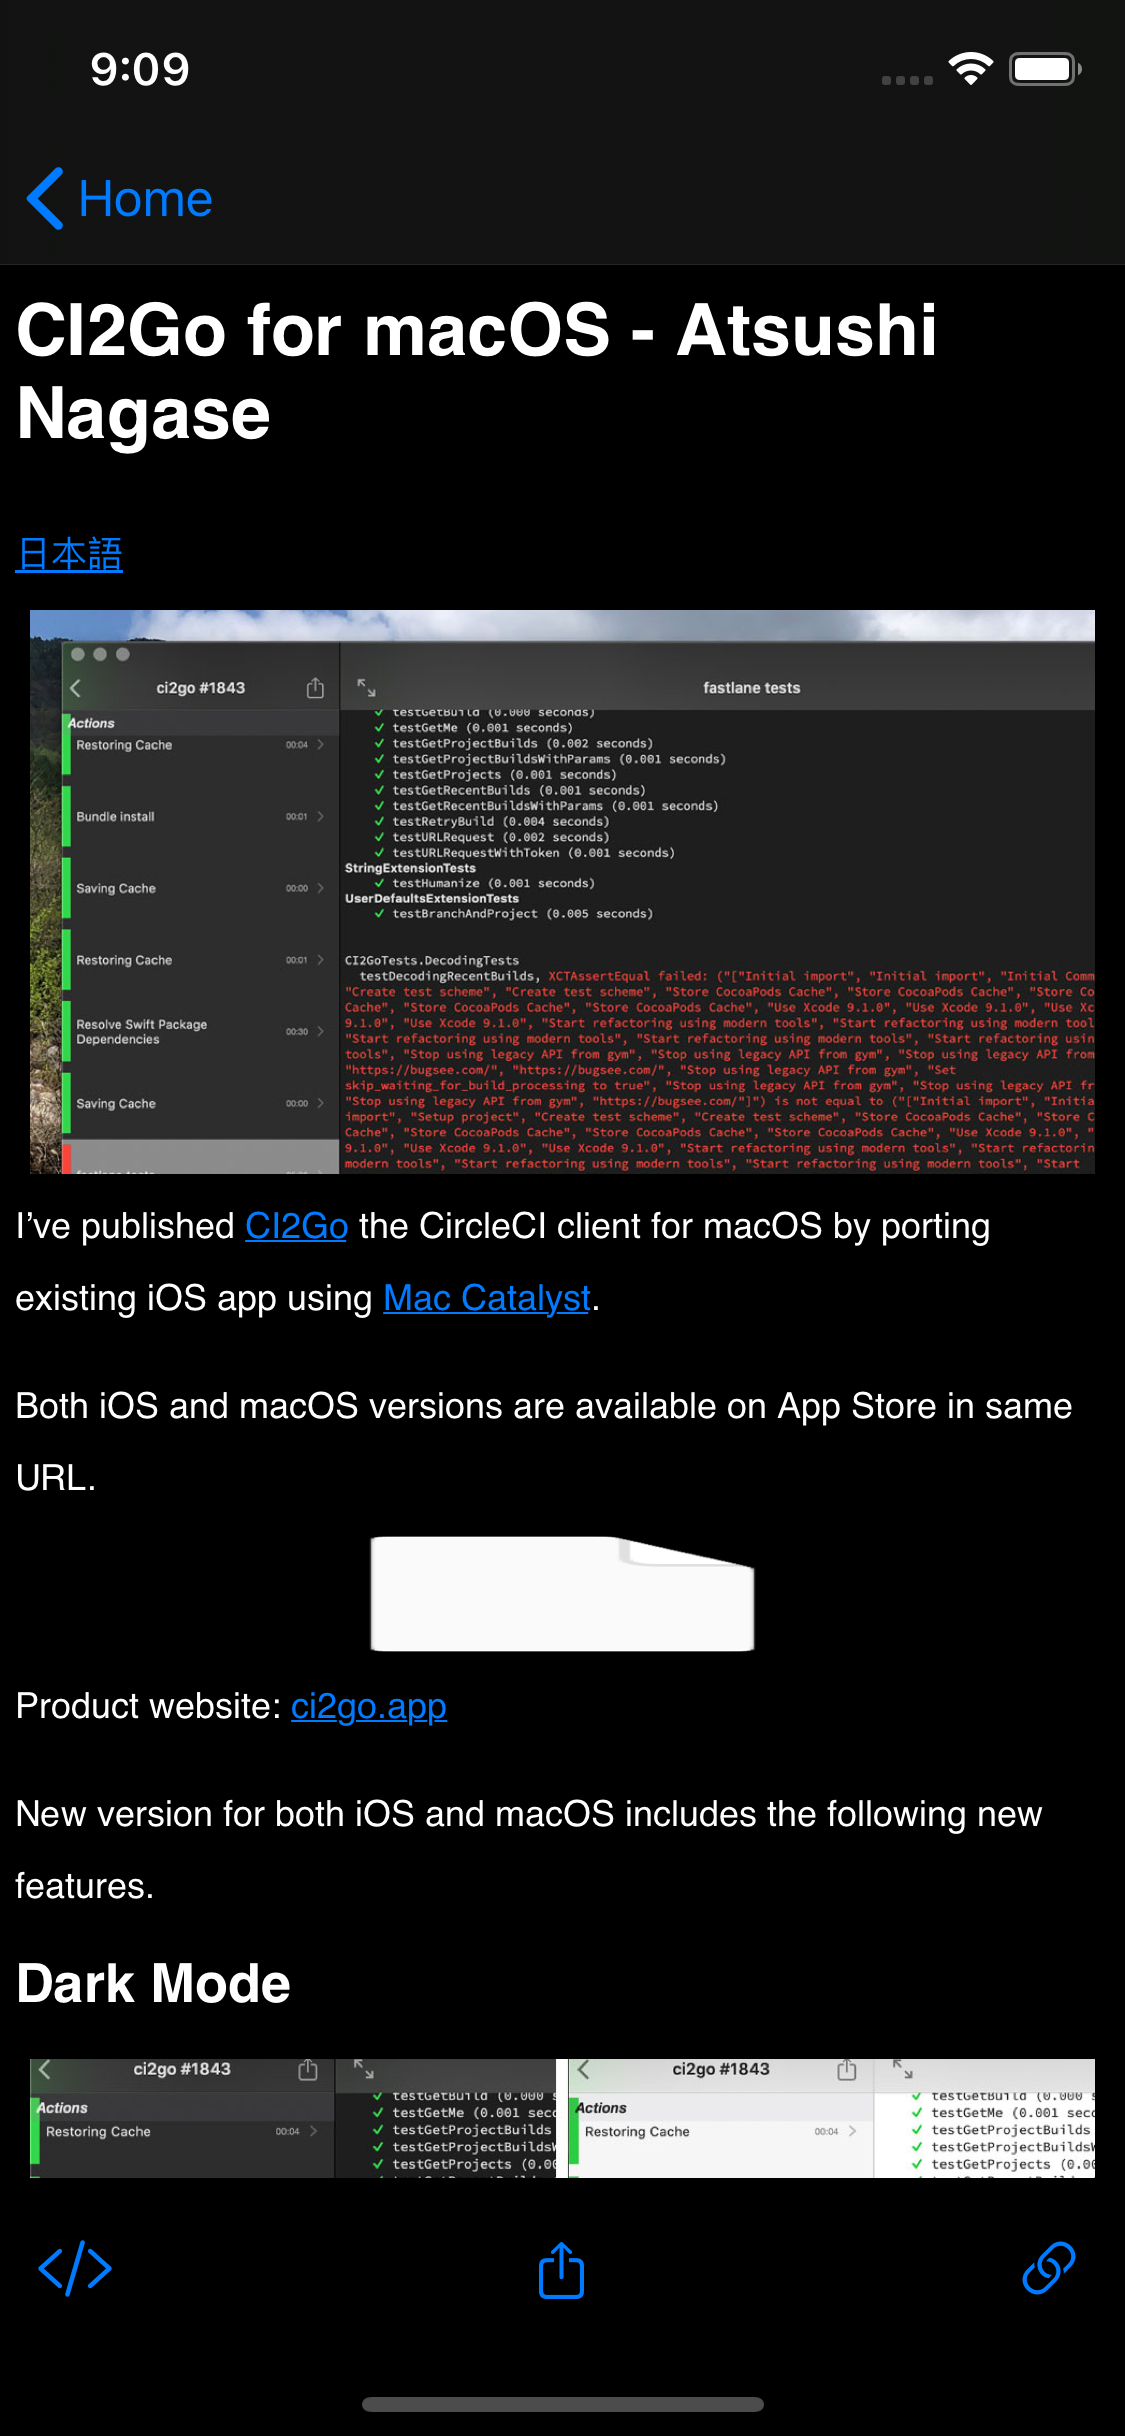 9:09
Home
CI2Go for macOS - Atsushi
Nagase
日本語
ci2go #1843
fastlane tests
Actions
Restoring Cache 00:04
Bundle install 00:01
Saving Cache 00:00
Restoring Cache 00:01
Resolve Swift Package
Dependencies 00:30
Saving Cache 00:00
fastlane tests
testGetBuild (0.000 seconds)
✓ testGetMe (0.001 seconds)
✓ testGetProjectBuilds (0.002 seconds)
✓ testGetProjectBuildsWithParams (0.001 seconds)
✓ testGetProjects (0.001 seconds)
✓ testGetRecentBuilds (0.001 seconds)
✓ testGetRecentBuildsWithParams (0.001 seconds)
✓ testRetryBuild (0.004 seconds)
✓ testURLRequest (0.002 seconds)
✓ testURLRequestWithToken (0.001 seconds)
StringExtensionTests
✓ testHumanize (0.001 seconds)
UserDefaultsExtensionTests
✓ testBranchAndProject (0.005 seconds)
CI2GoTests.DecodingTests
testDecodingRecentBuilds, XCTAssertEqual failed: ("["Initial import", "Initial import", "Initial Comm
"Create test scheme", "Create test scheme", "Store CocoaPods Cache", "Store CocoaPods Cache", "Store Co
Cache", "Store CocoaPods Cache", "Store CocoaPods Cache", "Use Xcode 9.1.0", "Use Xcode 9.1.0", "Use Xc
9.1.0", "Use Xcode 9.1.0", "Start refactoring using modern tools", "Start refactoring using modern tool
"Start refactoring using modern tools", "Start refactoring using modern tools", "Start refactoring usin
tools", "Stop using legacy API from gym", "Stop using legacy API from gym", "Stop using legacy API from
"https://bugsee.com/", "https://bugsee.com/", "Stop using legacy API from gym", "Set
skip_waiting_for_build_processing to true", "Stop using legacy API from gym", "Stop using legacy API fr
"Stop using legacy API from gym", "https://bugsee.com/"]") is not equal to ("["Initial import", "Initia
import", "Setup project", "Create test scheme", "Create test scheme", "Store CocoaPods Cache", "Store C
Cache", "Store CocoaPods Cache", "Store CocoaPods Cache", "Store CocoaPods Cache", "Use Xcode 9.1.0", "
9.1.0", "Use Xcode 9.1.0", "Use Xcode 9.1.0", "Start refactoring using modern tools", "Start refactorin
modern tools", "Start refactoring using modern tools", "Start refactoring using modern tools", "Start
I’ve published CI2Go the CircleCI client for macOS by porting
existing iOS app using Mac Catalyst.
Both iOS and macOS versions are available on App Store in same
URL.
Product website: ci2go.app
New version for both iOS and macOS includes the following new
features.
Dark Mode
ci2go #1843
Actions
Restoring Cache 00:04
testGetBuild (0.000 s
✓ testGetMe (0.001 seco
✓ testGetProjectBuilds
✓ testGetProjectBuildsW
✓ testGetProjects (0.00
ci2go #1843
Actions
Restoring Cache 00:04
testGetBuild (0.000 s
✓ testGetMe (0.001 seco
✓ testGetProjectBuilds
✓ testGetProjectBuildsW
✓ testGetProjects (0.00